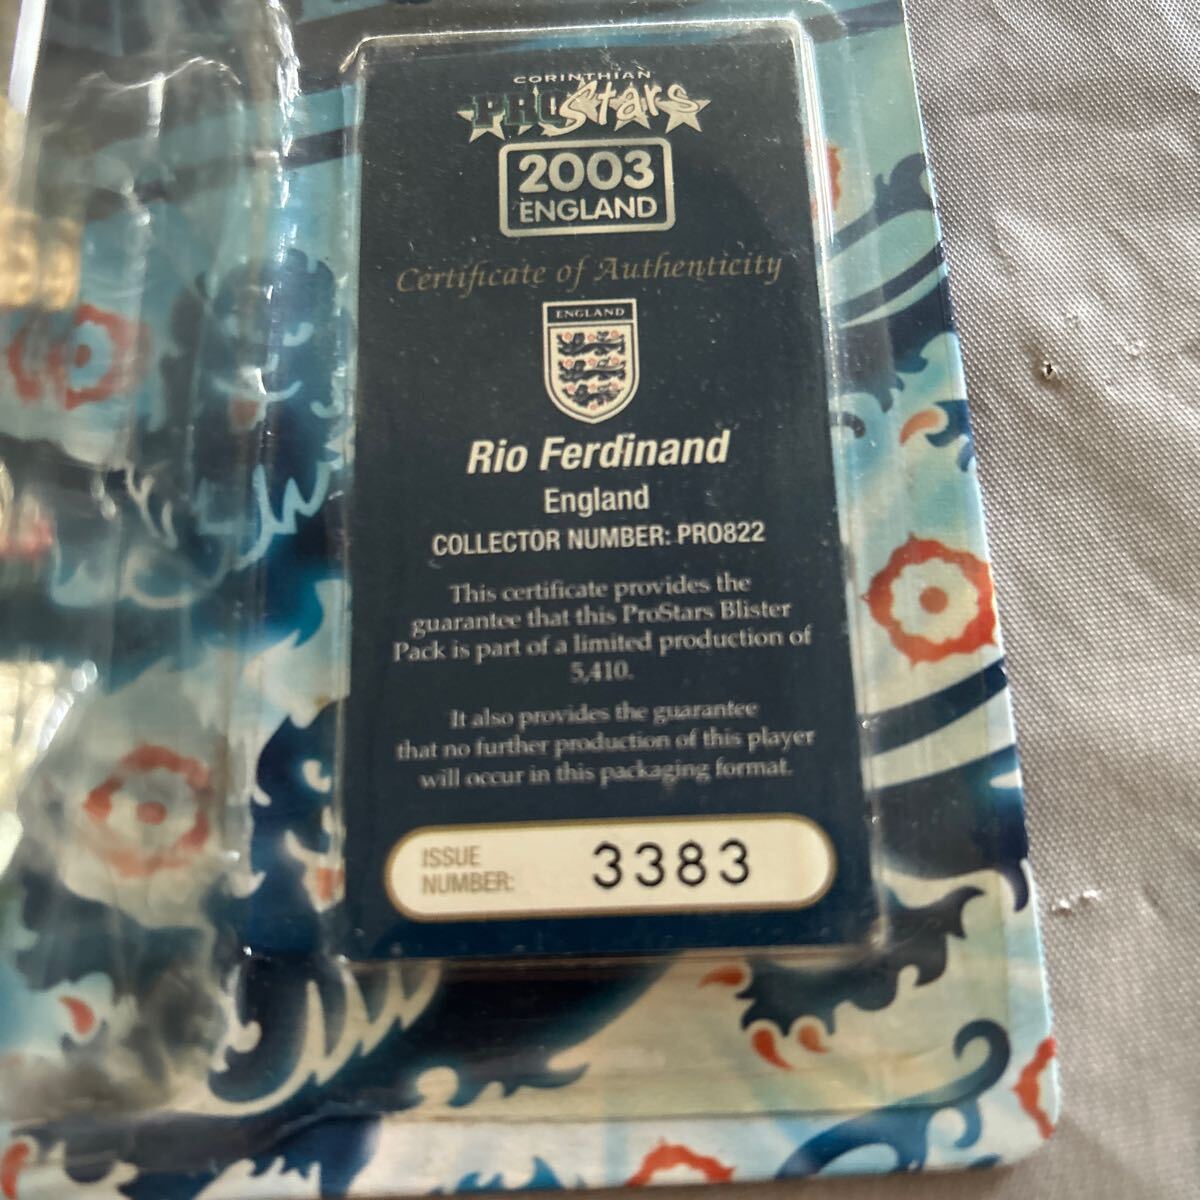 CORINTHIAN
PROStars
2003
ENGLAND
Certificate of Authenticity
ENGLAND
Rio Ferdinand
England
COLLECTOR NUMBER: PRO822
This certificate provides the
guarantee that this ProStars Blister
Pack is part of a limited production of
5,410.
It also provides the guarantee
that no further production of this player
will occur in this packaging format.
ISSUE
NUMBER:
3383